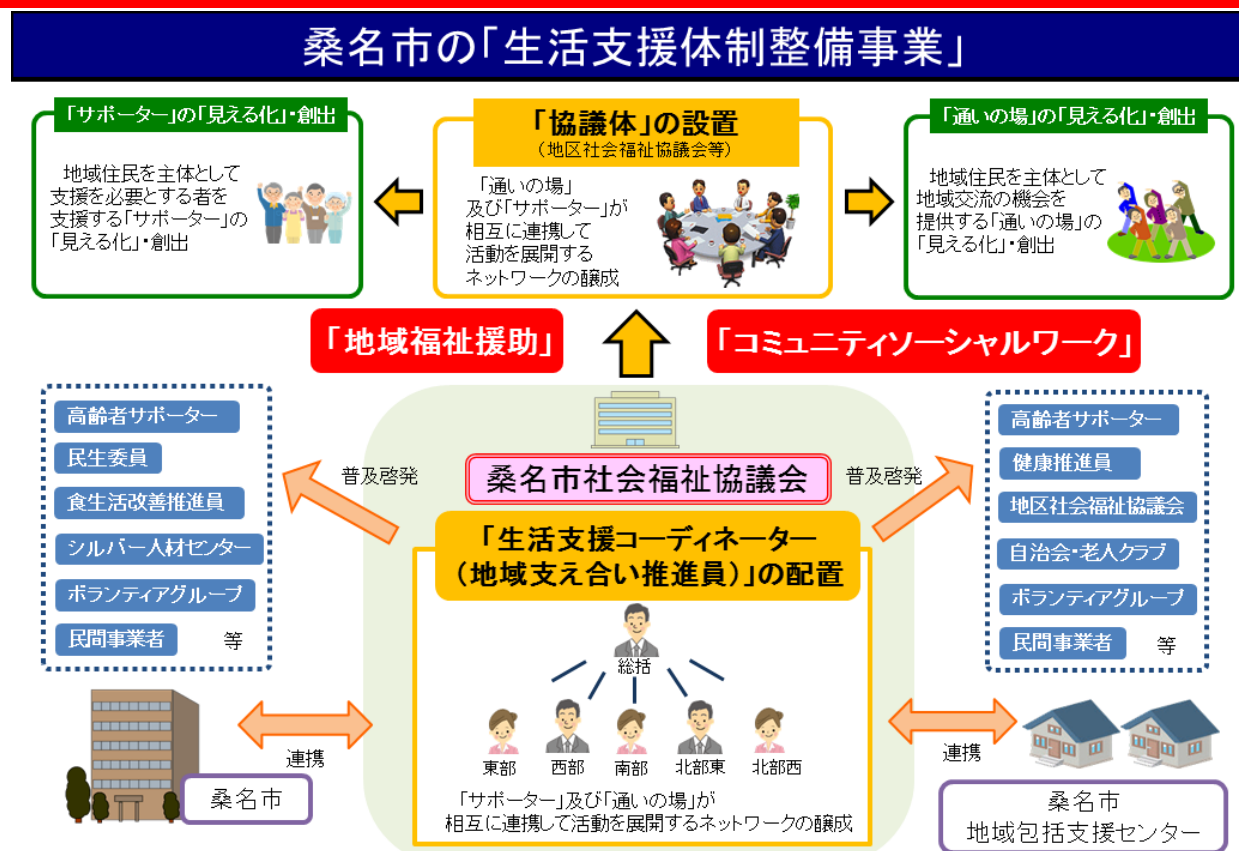 桑名市の「生活支援体制整備事業」
「サポーター」の「見える化」・創出
地域住民を主体として
支援を必要とする者を
支援する「サポーター」の
「見える化」・創出
「協議体」の設置
（地区社会福祉協議会等）
「通いの場」
及び「サポーター」が
相互に連携して
活動を展開する
ネットワークの醸成
「通いの場」の「見える化」・創出
地域住民を主体として
地域交流の機会を
提供する「通いの場」の
「見える化」・創出
「地域福祉援助」
「コミュニティソーシャルワーク」
高齢者サポーター
民生委員
食生活改善推進員
シルバー人材センター
ボランティアグループ
民間事業者 等
普及啓発
桑名市社会福祉協議会
普及啓発
「生活支援コーディネーター
（地域支え合い推進員）」の配置
総括
東部 西部 南部 北部東 北部西
「サポーター」及び「通いの場」が
相互に連携して活動を展開するネットワークの醸成
高齢者サポーター
健康推進員
地区社会福祉協議会
自治会・老人クラブ
ボランティアグループ
民間事業者 等
連携
桑名市
連携
桑名市
地域包括支援センター